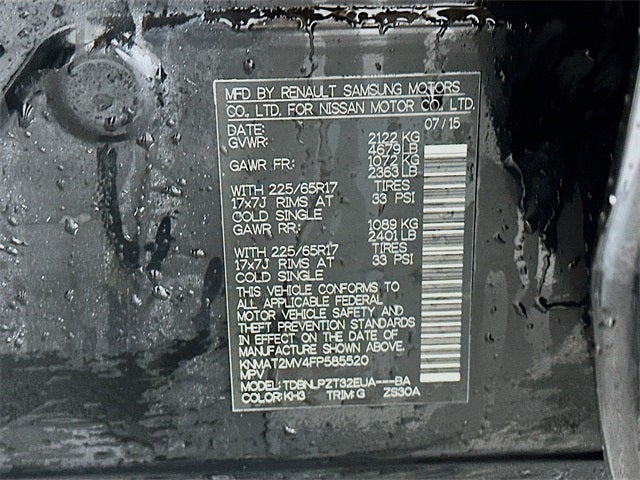 MFD BY RENAULT SAMSUNG MOTORS
CO., LTD. FOR NISSAN MOTOR CO., LTD.
DATE: 07/15
GVWR: 2122 KG
4679 LB
GAWR FR: 1072 KG
2363 LB
WITH 225/65R17 TIRES
17x7J RIMS AT 33 PSI
COLD SINGLE
GAWR RR: 1089 KG
2401 LB
WITH 225/65R17 TIRES
17x7J RIMS AT 33 PSI
COLD SINGLE
THIS VEHICLE CONFORMS TO
ALL APPLICABLE FEDERAL
MOTOR VEHICLE SAFETY AND
THEFT PREVENTION STANDARDS
IN EFFECT ON THE DATE OF
MANUFACTURE SHOWN ABOVE.
KNMAT2MV4FP585520
MPV
MODEL: TDBNLPZT32EUA---BA
COLOR:KH3 TRIM:G ZS30A